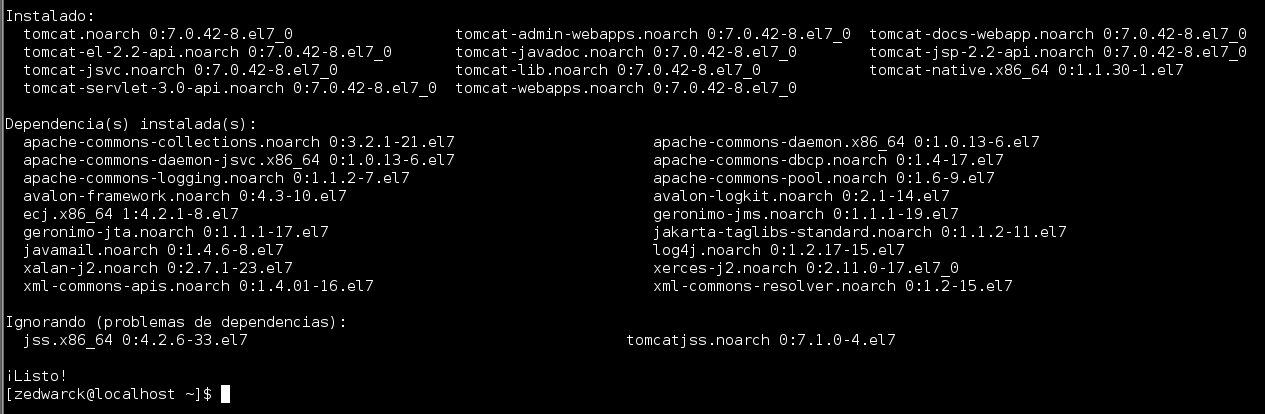 Instalado:
tomcat.noarch 0:7.0.42-8.el7_0 tomcat-admin-webapps.noarch 0:7.0.42-8.el7_0 tomcat-docs-webapp.noarch 0:7.0.42-8.el7_0
tomcat-el-2.2-api.noarch 0:7.0.42-8.el7_0 tomcat-javadoc.noarch 0:7.0.42-8.el7_0 tomcat-jsp-2.2-api.noarch 0:7.0.42-8.el7_0
tomcat-jsvc.noarch 0:7.0.42-8.el7_0 tomcat-lib.noarch 0:7.0.42-8.el7_0 tomcat-native.x86_64 0:1.1.30-1.el7
tomcat-servlet-3.0-api.noarch 0:7.0.42-8.el7_0 tomcat-webapps.noarch 0:7.0.42-8.el7_0
Dependencia(s) instalada(s):
apache-commons-collections.noarch 0:3.2.1-21.el7 apache-commons-daemon.x86_64 0:1.0.13-6.el7
apache-commons-daemon-jsvc.x86_64 0:1.0.13-6.el7 apache-commons-dbcp.noarch 0:1.4-17.el7
apache-commons-logging.noarch 0:1.1.2-7.el7 apache-commons-pool.noarch 0:1.6-9.el7
avalon-framework.noarch 0:4.3-10.el7 avalon-logkit.noarch 0:2.1-14.el7
ecj.x86_64 1:4.2.1-8.el7 geronimo-jms.noarch 0:1.1.1-19.el7
geronimo-jta.noarch 0:1.1.1-17.el7 jakarta-taglibs-standard.noarch 0:1.1.2-11.el7
javamail.noarch 0:1.4.6-8.el7 log4j.noarch 0:1.2.17-15.el7
xalan-j2.noarch 0:2.7.1-23.el7 xerces-j2.noarch 0:2.11.0-17.el7_0
xml-commons-apis.noarch 0:1.4.01-16.el7 xml-commons-resolver.noarch 0:1.2-15.el7
Ignorando (problemas de dependencias):
jss.x86_64 0:4.2.6-33.el7 tomcatjss.noarch 0:7.1.0-4.el7
¡Listo!
[zedwarck@localhost ~]$